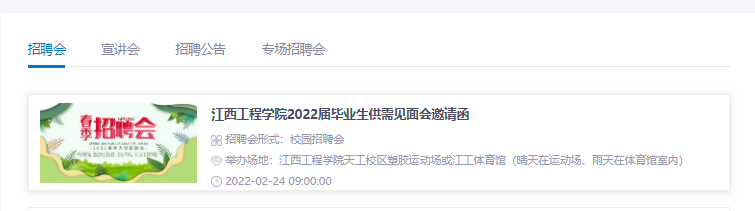 招聘会 宣讲会 招聘公告 专场招聘会
春季招聘会
江西工程学院2022届毕业生供需见面会邀请函
招聘会形式：校园招聘会
举办场地：江西工程学院天工校区塑胶运动场或江工体育馆（晴天在运动场、雨天在体育馆室内）
2022-02-24 09:00:00